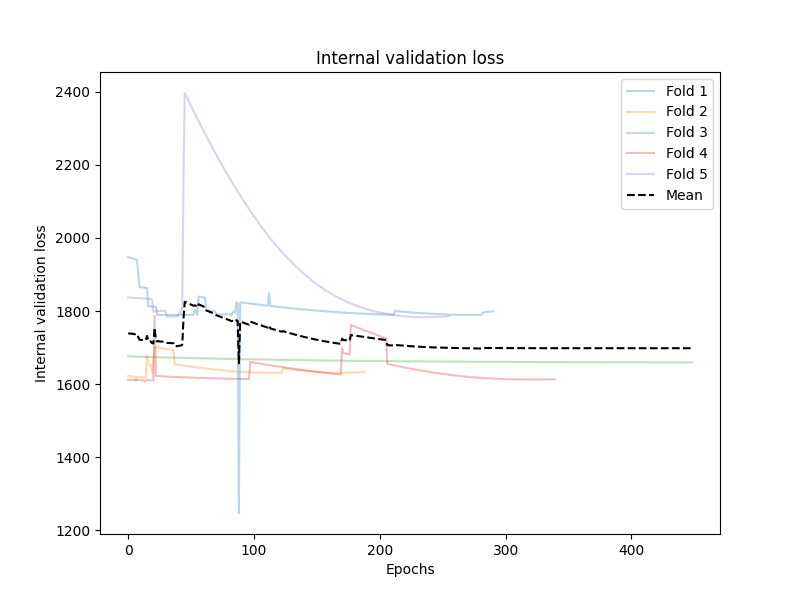 Internal validation loss
2400
2200
2000
1800
1600
1400
1200
Internal validation loss
0
100
200
300
400
Epochs
Fold 1
Fold 2
Fold 3
Fold 4
Fold 5
Mean